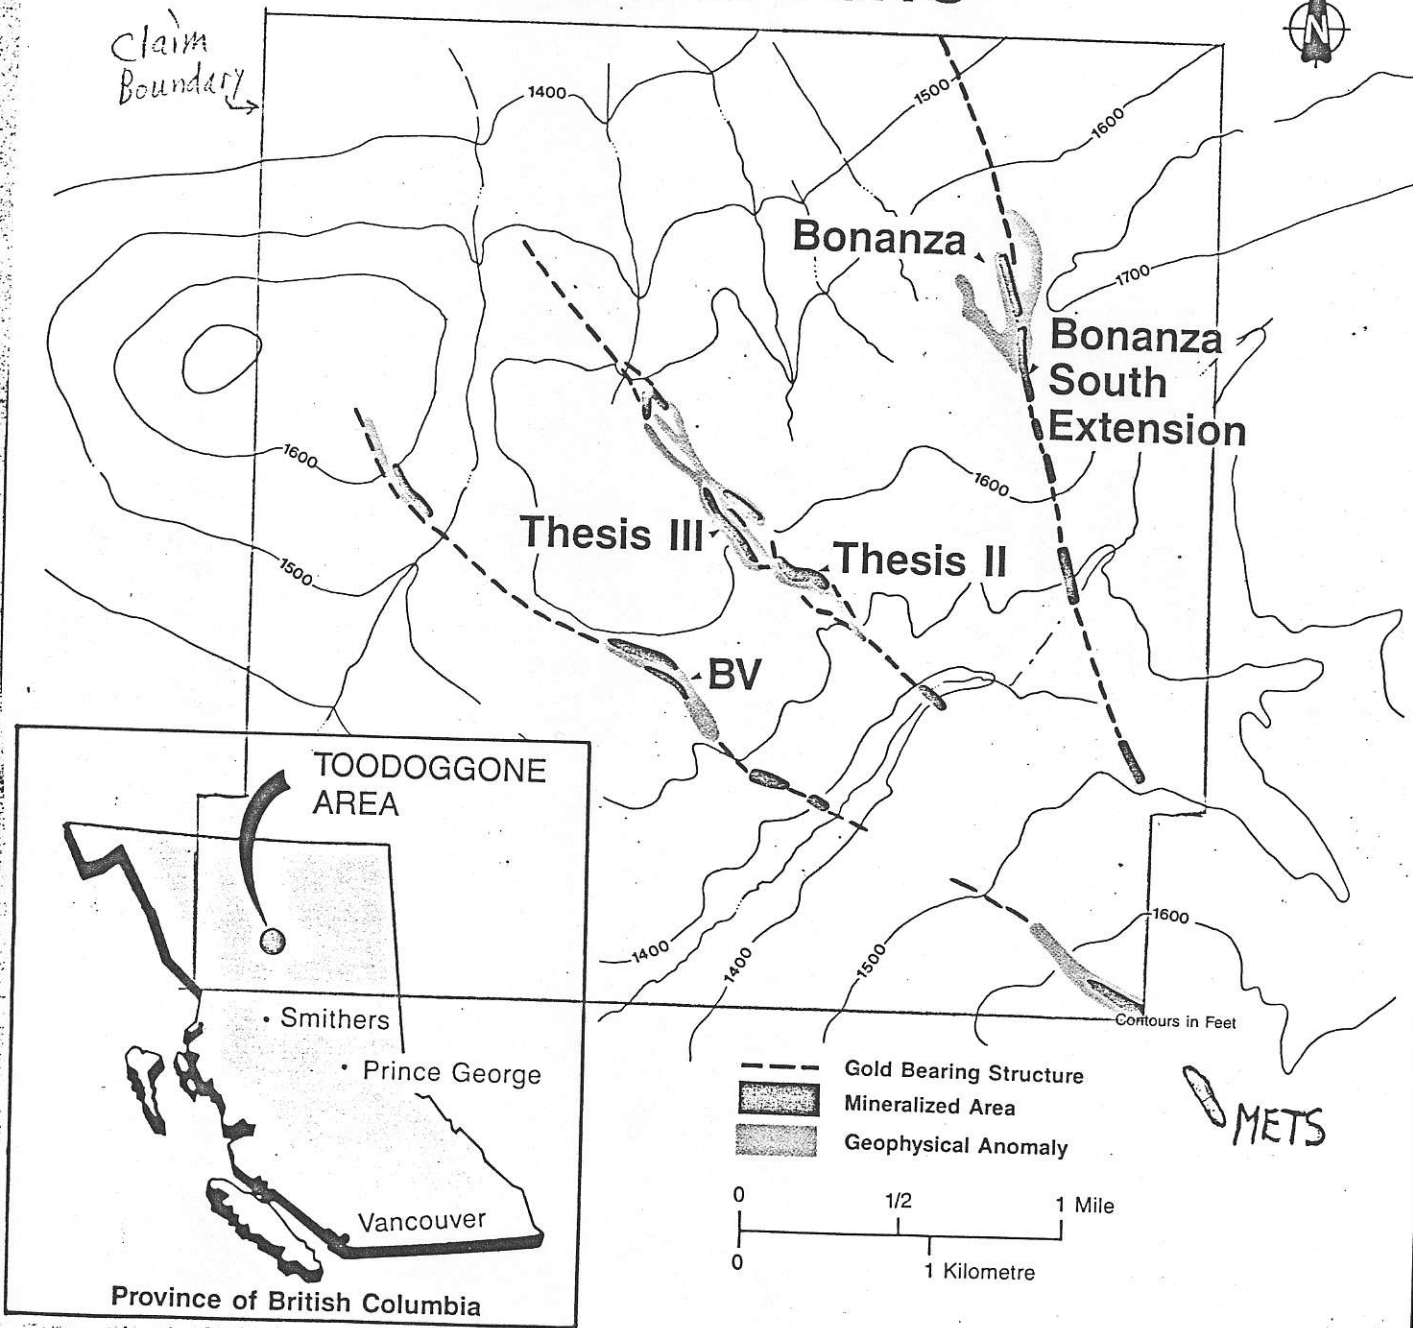 Claim
Boundary
N
1400
1500
1600
Bonanza
1700
Bonanza
South
Extension
1600
1600
Thesis III
Thesis II
1500
BV
TOODOGGONE
AREA
1400
1400
1500
1600
Contours in Feet
Smithers
Prince George
Vancouver
Province of British Columbia
Gold Bearing Structure
Mineralized Area
Geophysical Anomaly
METS
0 1/2 1 Mile
0 1 Kilometre